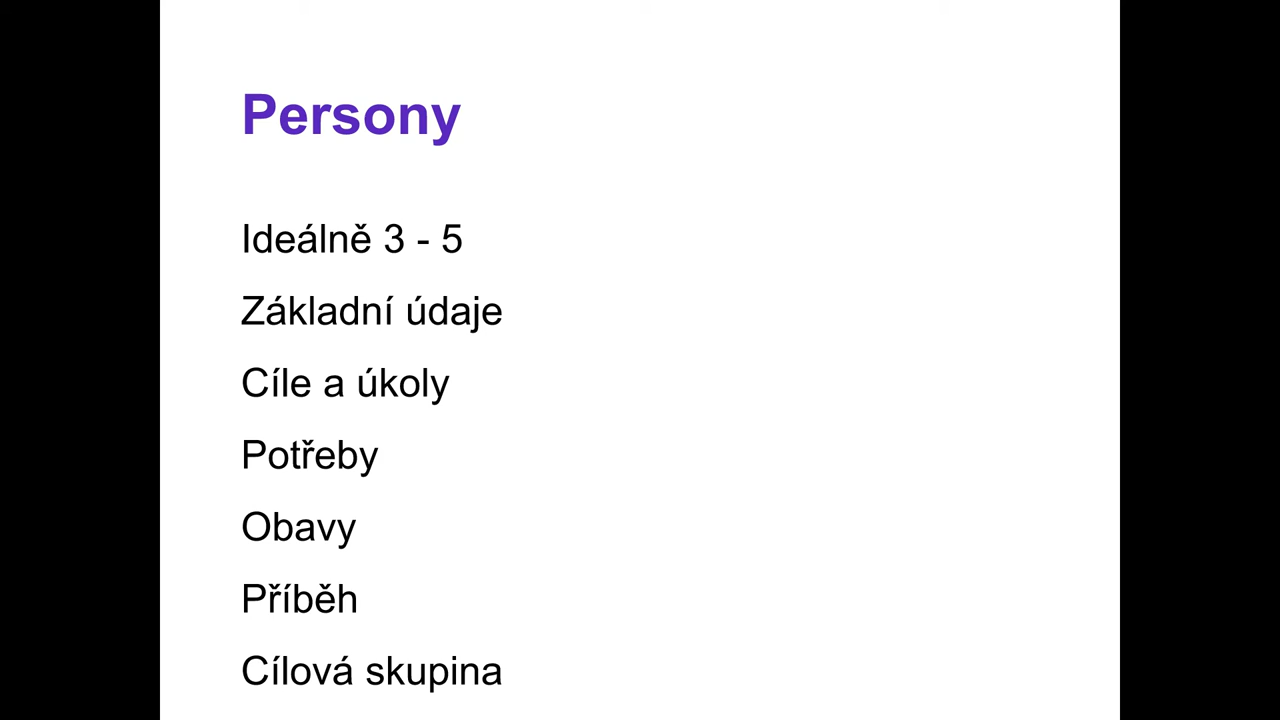 Persony
Ideálně 3 - 5
Základní údaje
Cíle a úkoly
Potřeby
Obavy
Příběh
Cílová skupina